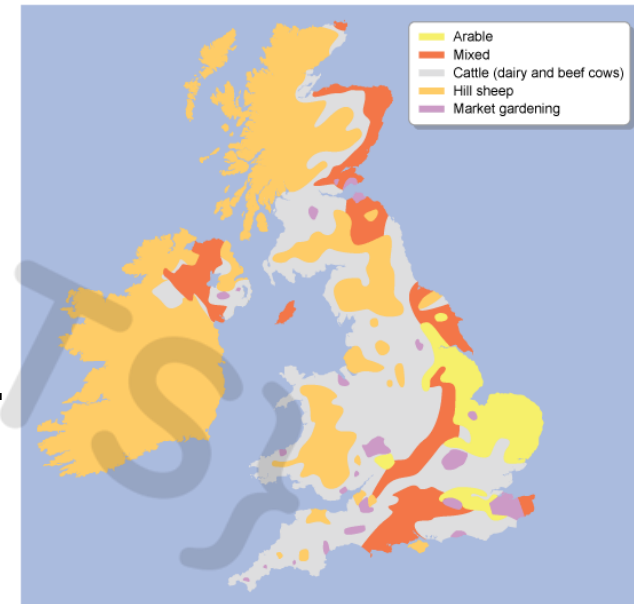 Arable
Mixed
Cattle (dairy and beef cows)
Hill sheep
Market gardening